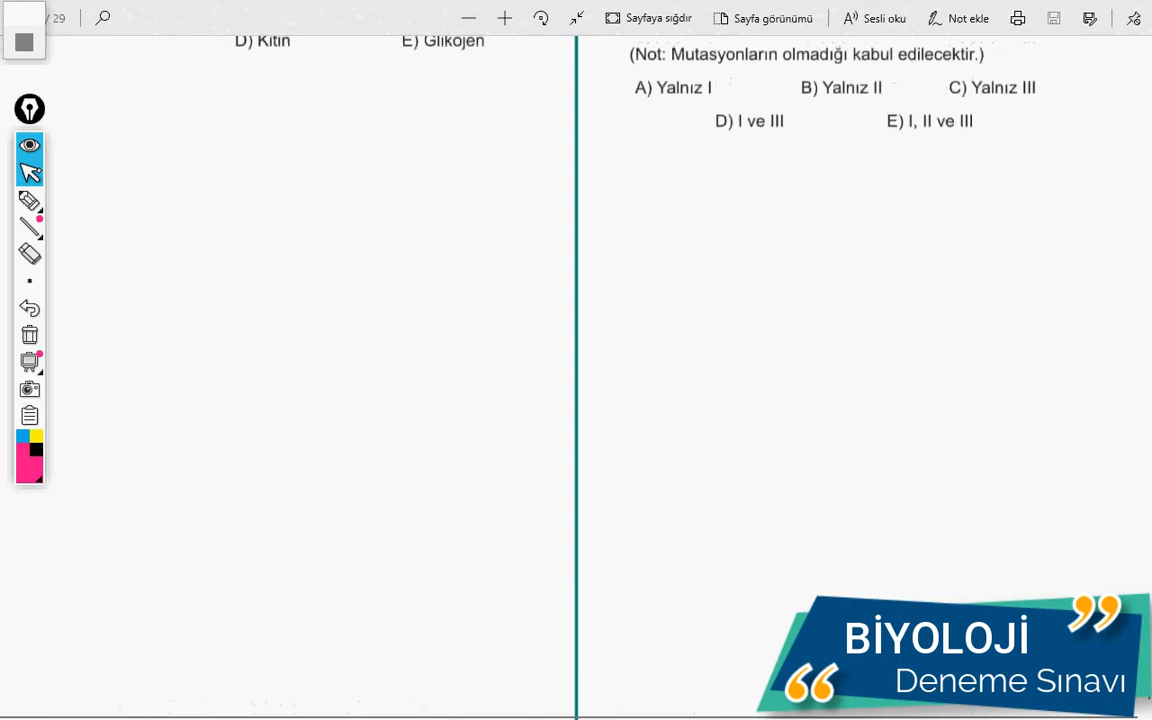 / 29
Sayfaya sığdır
Sayfa görünümü
Sesli oku
Not ekle
D) Kitin
E) Glikojen
(Not: Mutasyonların olmadığı kabul edilecektir.)
A) Yalnız I
B) Yalnız II
C) Yalnız III
D) I ve III
E) I, II ve III
BİYOLOJİ
Deneme Sınavı